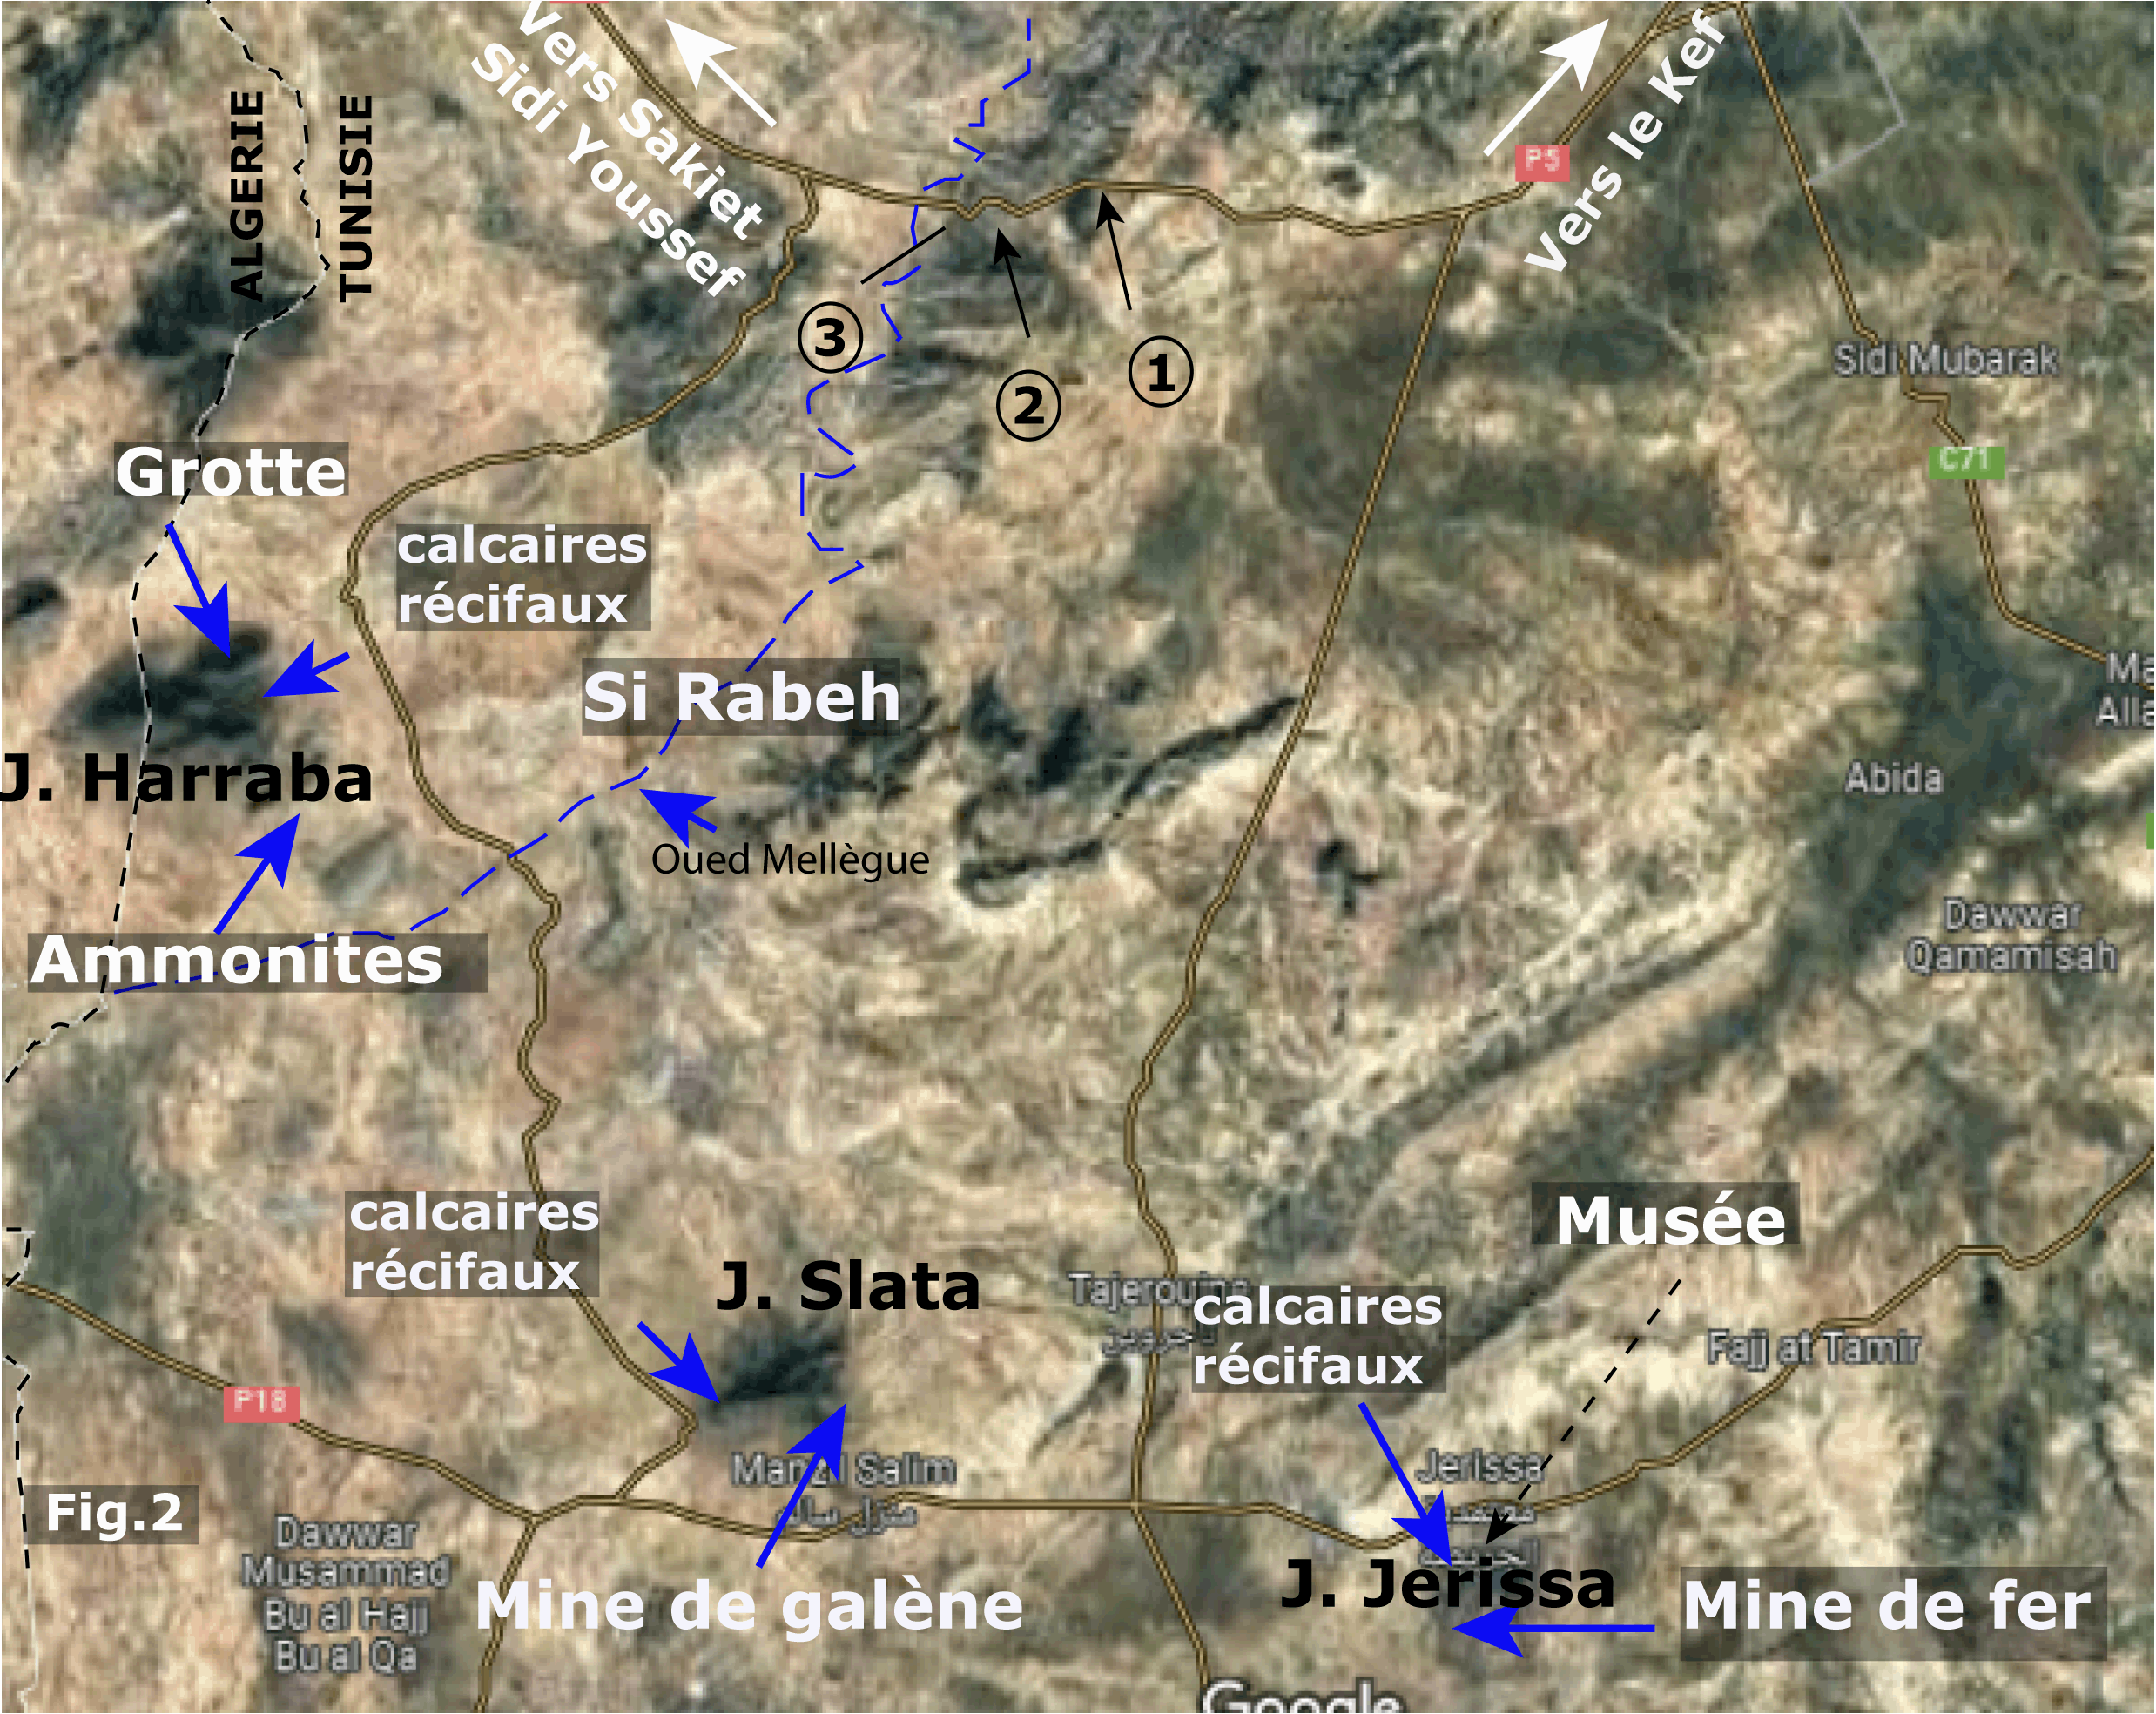 Vers Sakiet
Sidi Youssef
Vers le Kef
P5
ALGERIE
TUNISIE
3
2
1
Sidi Mubarak
C71
Grotte
calcaires
récifaux
Si Rabeh
J. Harraba
Abida
Oued Mellègue
Ammonites
Dawwar
Qamamisah
calcaires
récifaux
J. Slata
Musée
Tajerouine
calcaires
récifaux
Fajj at Tamir
P18
Manzil Salim
منزل سالم
Jerissa
Fig.2
Dawwar
Musammad
Bu al Hajj
Bu al Qa
Mine de galène
J. Jerissa
Mine de fer
Google